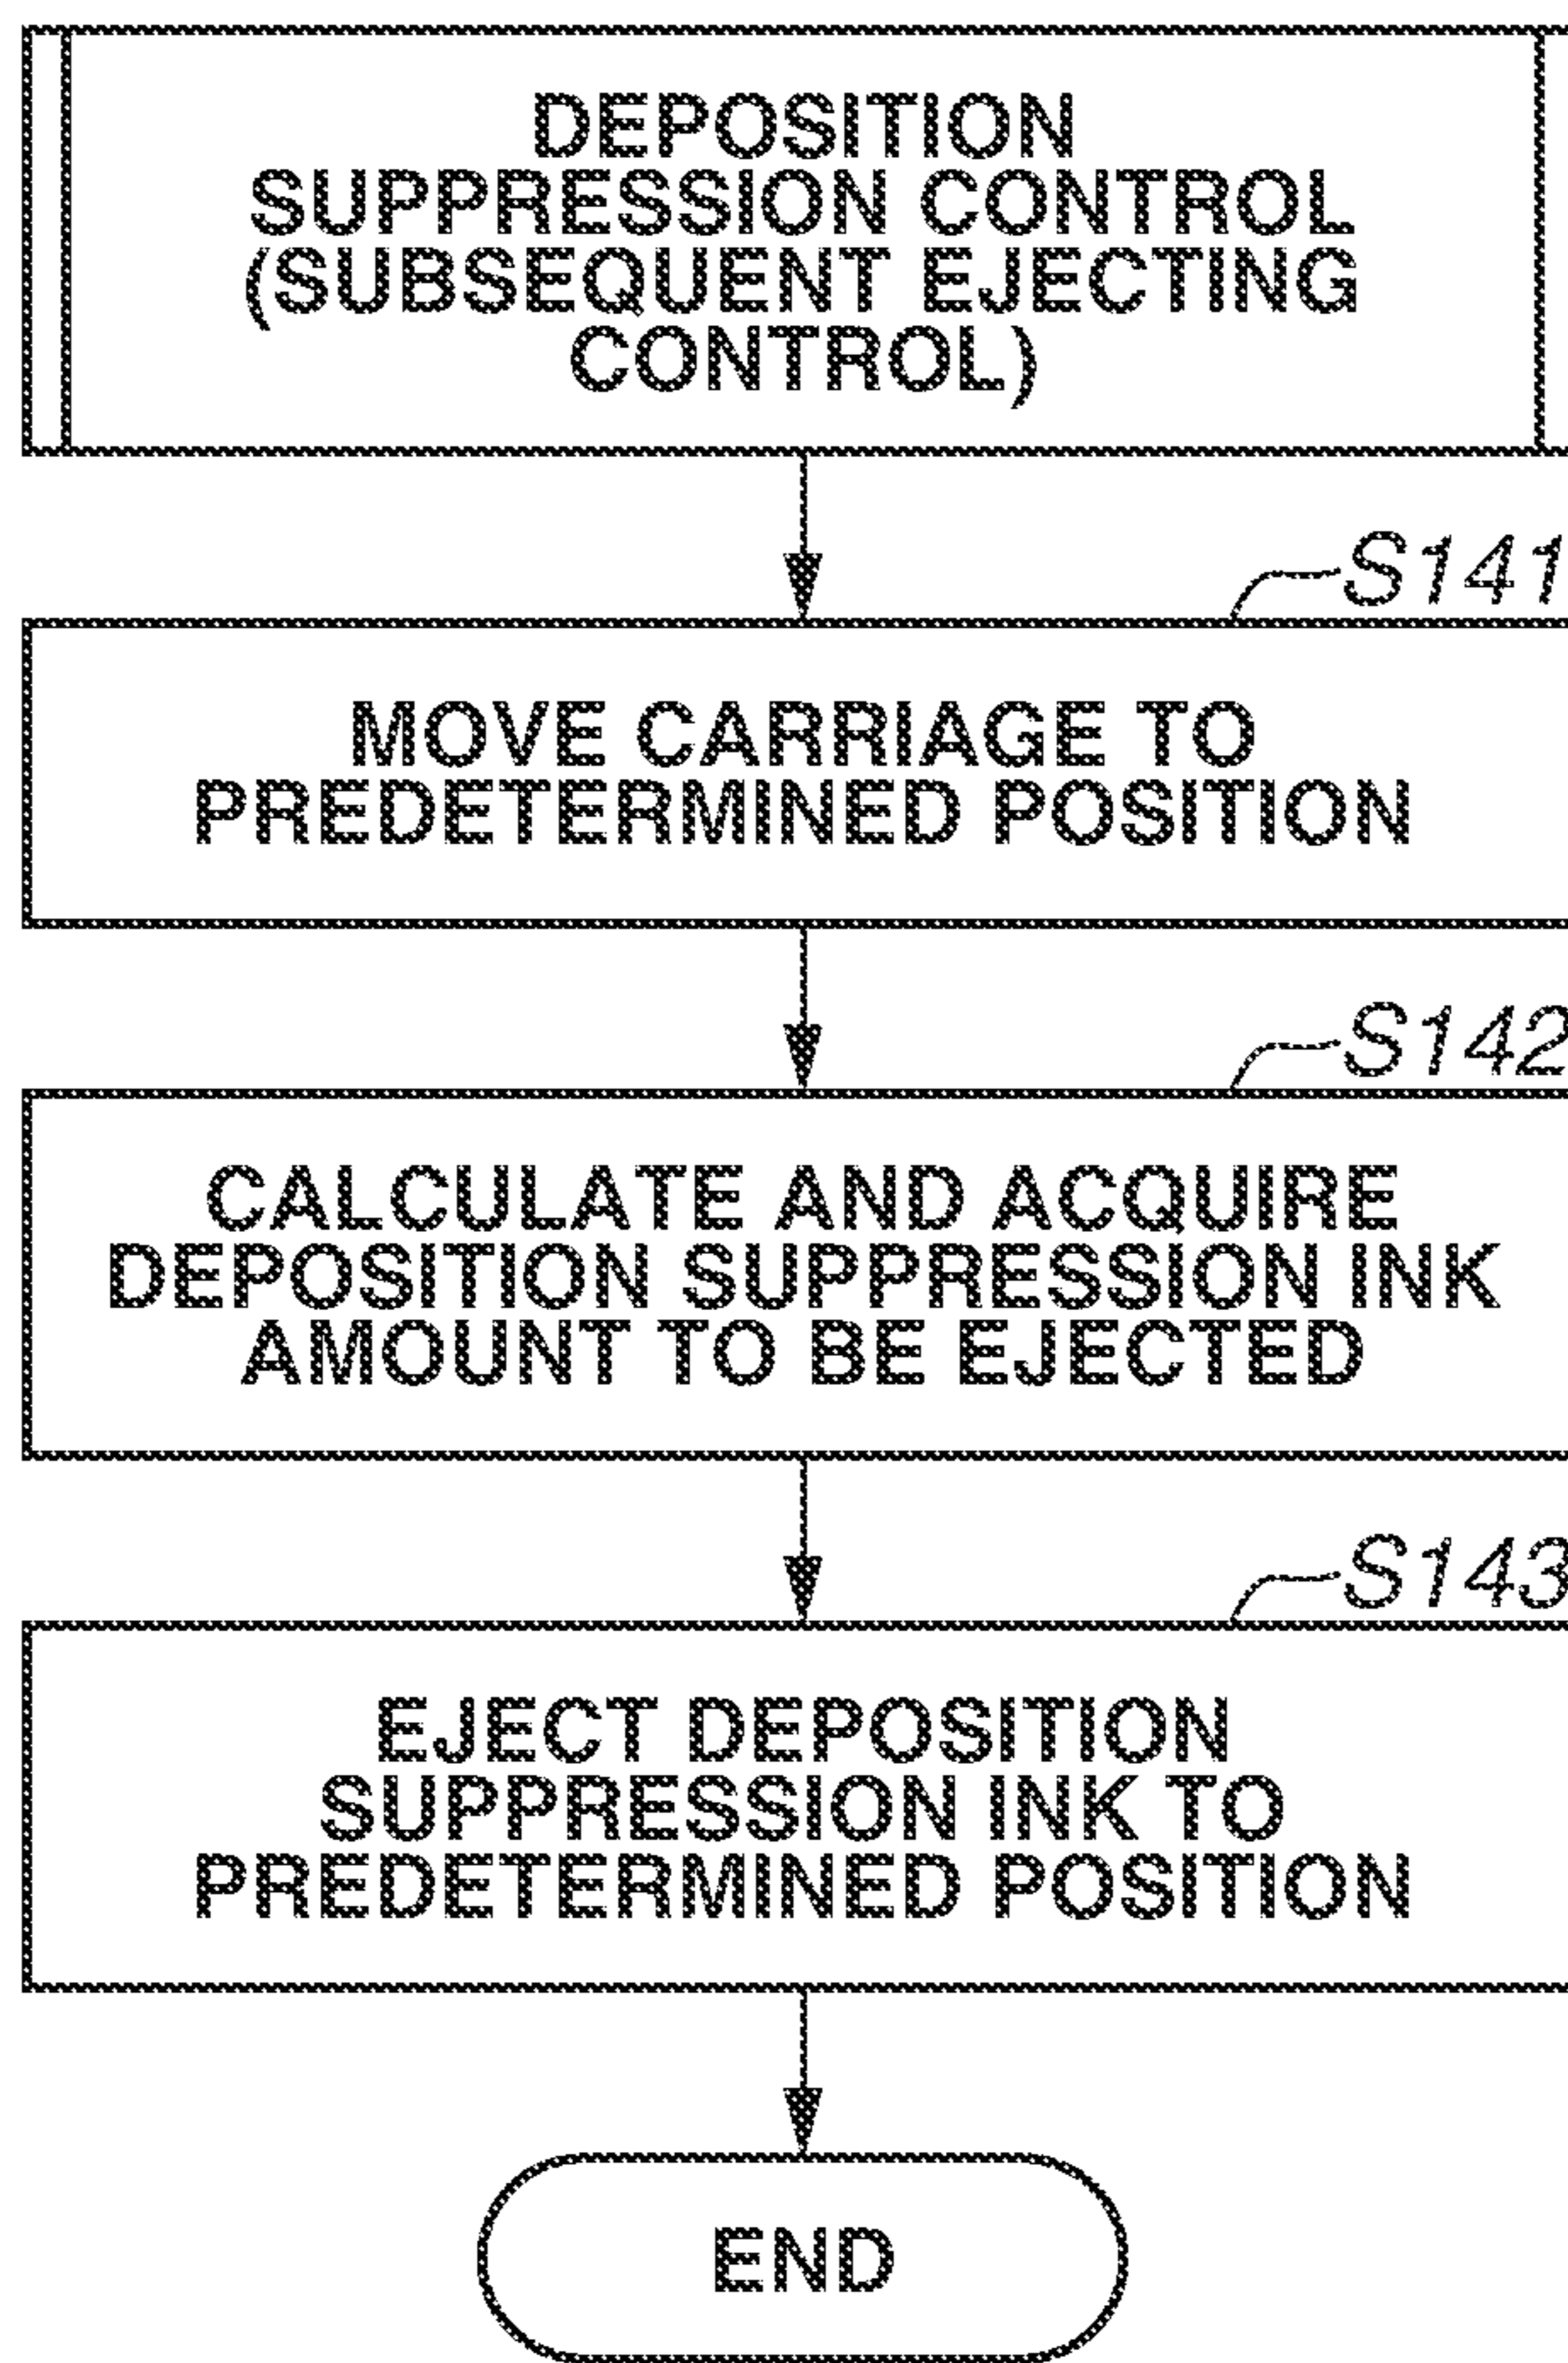 DEPOSITION
SUPPRESSION CONTROL
(SUBSEQUENT EJECTING
CONTROL)
S141
MOVE CARRIAGE TO
PREDETERMINED POSITION
S142
CALCULATE AND ACQUIRE
DEPOSITION SUPPRESSION INK
AMOUNT TO BE EJECTED
S143
EJECT DEPOSITION
SUPPRESSION INK TO
PREDETERMINED POSITION
END